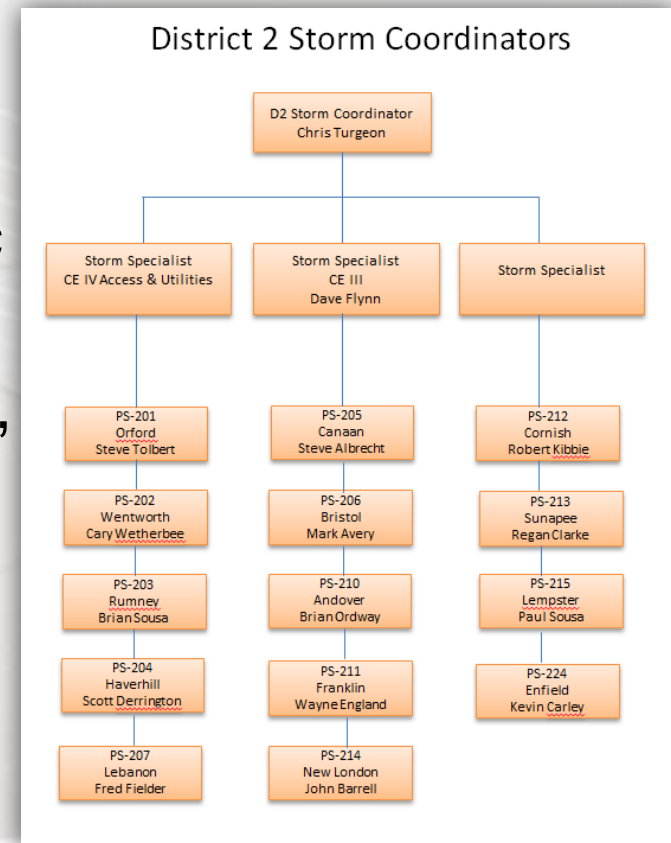 District 2 Storm Coordinators
D2 Storm Coordinator
Chris Turgeon
Storm Specialist
CE IV Access & Utilities
Storm Specialist
CE III
Dave Flynn
Storm Specialist
PS-201
Orford
Steve Tolbert
PS-205
Canaan
Steve Albrecht
PS-212
Cornish
Robert Kibbie
PS-202
Wentworth
Cary Wetherbee
PS-206
Bristol
Mark Avery
PS-213
Sunapee
Regan Clarke
PS-203
Rumney
Brian Sousa
PS-210
Andover
Brian Ordway
PS-215
Lempster
Paul Sousa
PS-204
Haverhill
Scott Derrington
PS-211
Franklin
Wayne England
PS-224
Enfield
Kevin Carley
PS-207
Lebanon
Fred Fielder
PS-214
New London
John Barrell